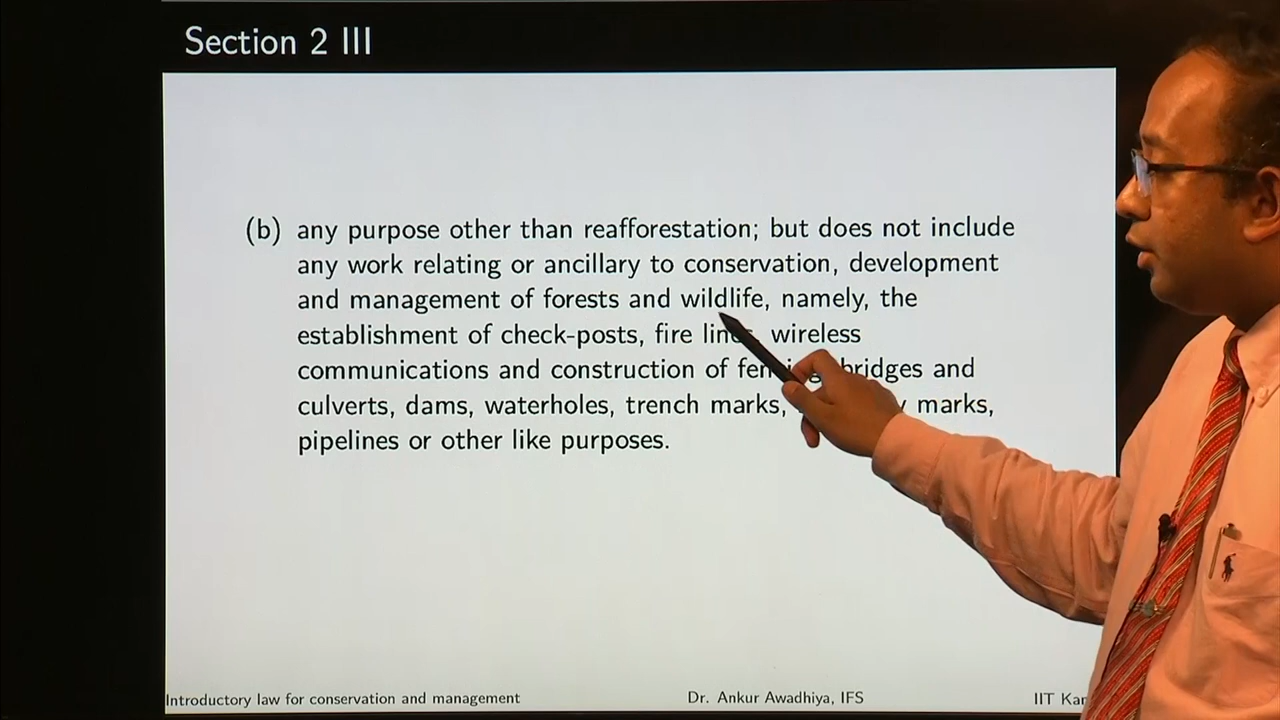 Section 2 III
(b) any purpose other than reafforestation; but does not include
any work relating or ancillary to conservation, development
and management of forests and wildlife, namely, the
establishment of check-posts, fire wireless
communications and construction of bridges and
culverts, dams, waterholes, trench marks, marks,
pipelines or other like purposes.
Introductory law for conservation and management Dr. Ankur Awadhiya, IFS IIT